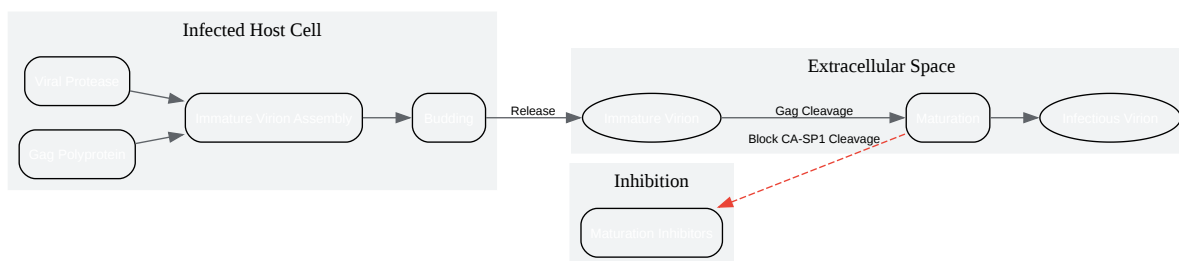 Infected Host Cell
Viral Protease
Gag Polyprotein
Immature Virion Assembly
Budding
Release
Extracellular Space
Immature Virion
Gag Cleavage
Block CA-SP1 Cleavage
Maturation
Infectious Virion
Inhibition
Maturation Inhibitors